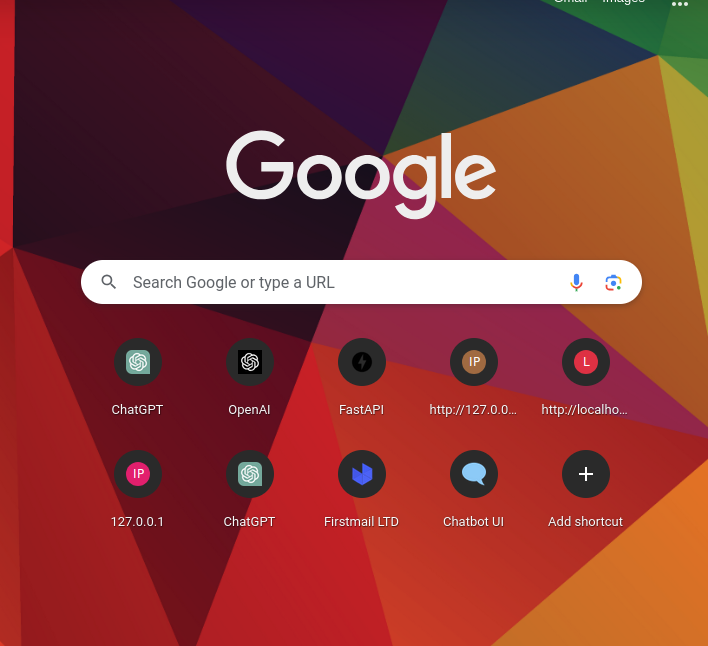 Gmail Images
Google
Search Google or type a URL
IP
L
ChatGPT
OpenAI
FastAPI
http://127.0.0...
http://localho...
IP
127.0.0.1
ChatGPT
Firstmail LTD
Chatbot UI
Add shortcut